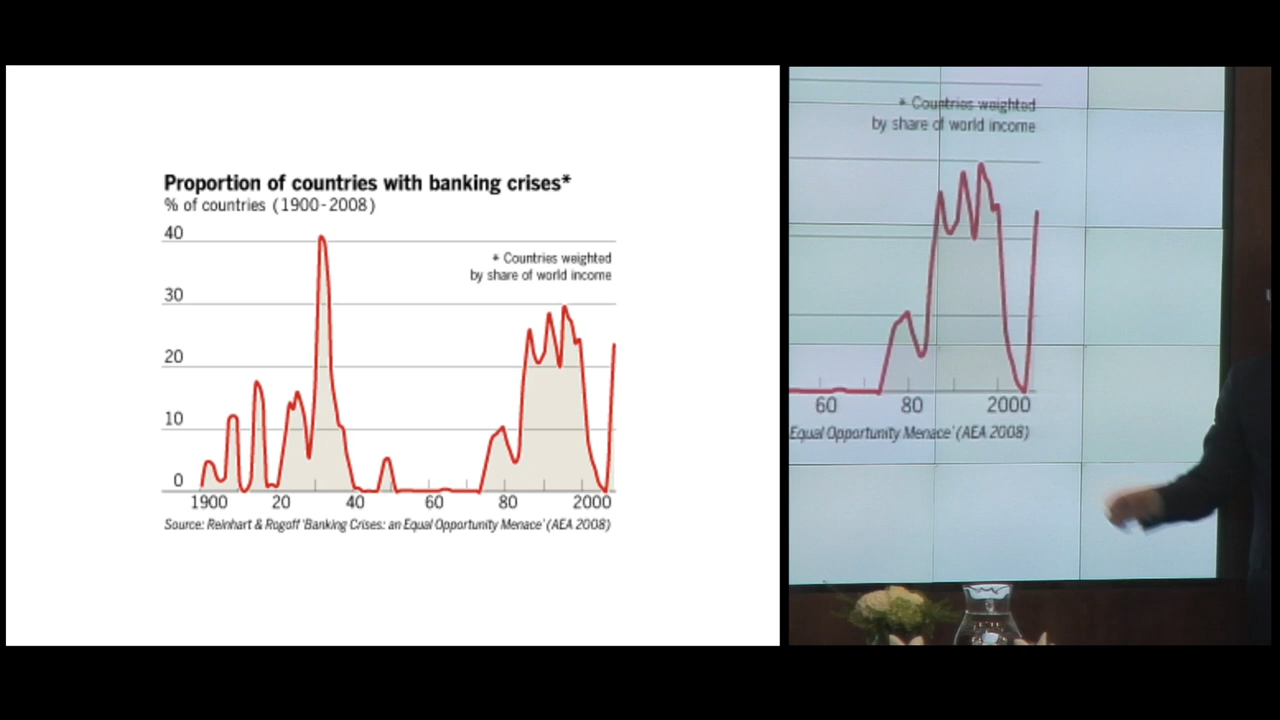 Proportion of countries with banking crises*
% of countries (1900-2008)
40
* Countries weighted
by share of world income
30
20
10
0
1900 20 40 60 80 2000
Source: Reinhart & Rogoff 'Banking Crises: an Equal Opportunity Menace' (AEA 2008)
* Countries weighted
by share of world income
60 80 2000
Equal Opportunity Menace' (AEA 2008)